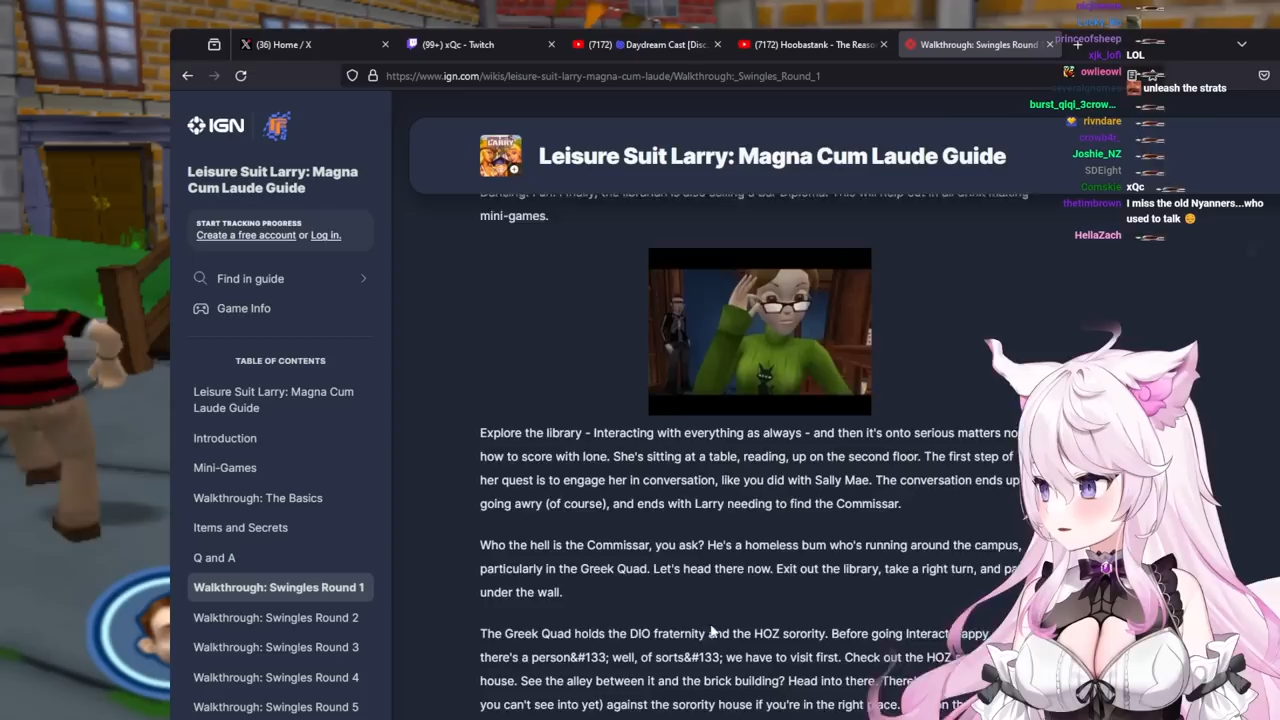 (36) Home / X
(99+) xQc - Twitch
(7172) Daydream Cast [Disc
(7172) Hoobastank - The Reaso
Walkthrough: Swingles Round
https://www.ign.com/wikis/leisure-suit-larry-magna-cum-laude/Walkthrough:_Swingles_Round_1
princeofsheep
xjk_lofi LOL
owlieowl
severalgnomes unleash the strats
burst_qiqi_3crow...
rivndare
crowb4r_
Joshie_NZ
SDEight
Comskie xQc
thetimbrown I miss the old Nyanners...who
used to talk
HellaZach
IGN
Leisure Suit Larry: Magna
Cum Laude Guide
START TRACKING PROGRESS
Create a free account or Log in.
Find in guide
Game Info
TABLE OF CONTENTS
Leisure Suit Larry: Magna Cum
Laude Guide
Introduction
Mini-Games
Walkthrough: The Basics
Items and Secrets
Q and A
Walkthrough: Swingles Round 1
Walkthrough: Swingles Round 2
Walkthrough: Swingles Round 3
Walkthrough: Swingles Round 4
Walkthrough: Swingles Round 5
LARRY
Leisure Suit Larry: Magna Cum Laude Guide
mini-games.
Explore the library - Interacting with everything as always - and then it's onto serious matters no
how to score with Ione. She's sitting at a table, reading, up on the second floor. The first step of
her quest is to engage her in conversation, like you did with Sally Mae. The conversation ends up
going awry (of course), and ends with Larry needing to find the Commissar.
Who the hell is the Commissar, you ask? He's a homeless bum who's running around the campus,
particularly in the Greek Quad. Let's head there now. Exit out the library, take a right turn, and pa
under the wall.
The Greek Quad holds the DIO fraternity and the HOZ sorority. Before going Interact happy
there's a person&#133; well, of sorts&#133; we have to visit first. Check out the HOZ
house. See the alley between it and the brick building? Head into there. There
you can't see into yet) against the sorority house if you're in the right place. on the